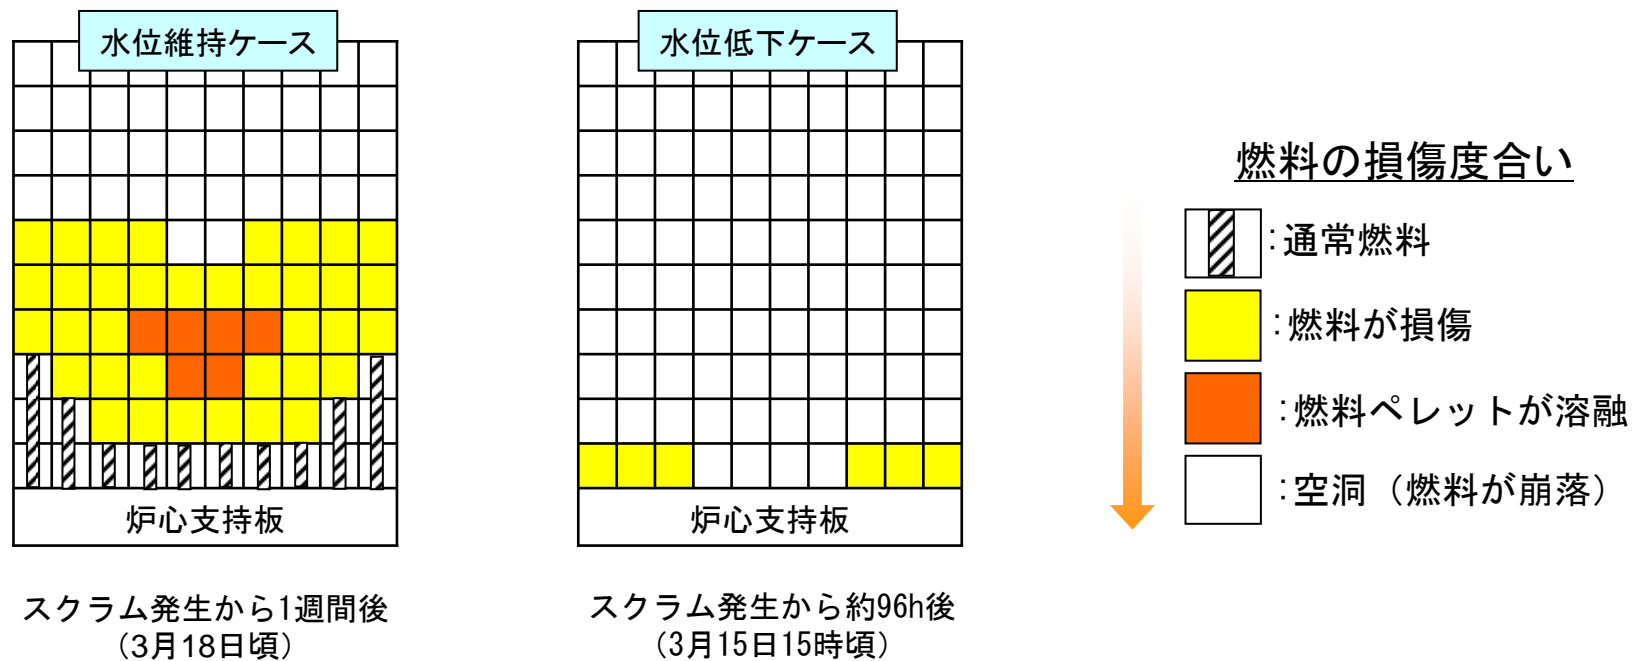 水位維持ケース
炉心支持板
スクラム発生から1週間後
（3月18日頃）
水位低下ケース
炉心支持板
スクラム発生から約96h後
（3月15日15時頃）
燃料の損傷度合い
：通常燃料
：燃料が損傷
：燃料ペレットが溶融
：空洞（燃料が崩落）